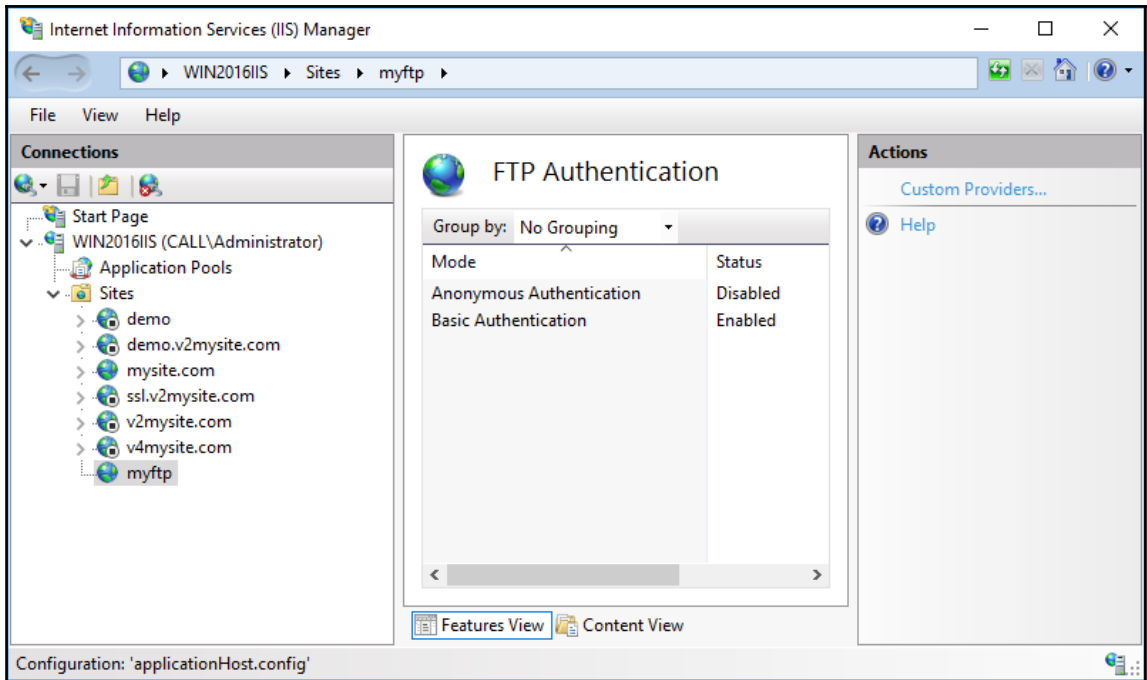 Internet Information Services (IIS) Manager
WIN2016IIS Sites myftp
File View Help
Connections
Start Page
WIN2016IIS (CALL\Administrator)
Application Pools
Sites
demo
demo.v2mysite.com
mysite.com
ssl.v2mysite.com
v2mysite.com
v4mysite.com
myftp
FTP Authentication
Group by: No Grouping
Mode Status
Anonymous Authentication Disabled
Basic Authentication Enabled
Features View Content View
Actions
Custom Providers...
Help
Configuration: 'applicationHost.config'